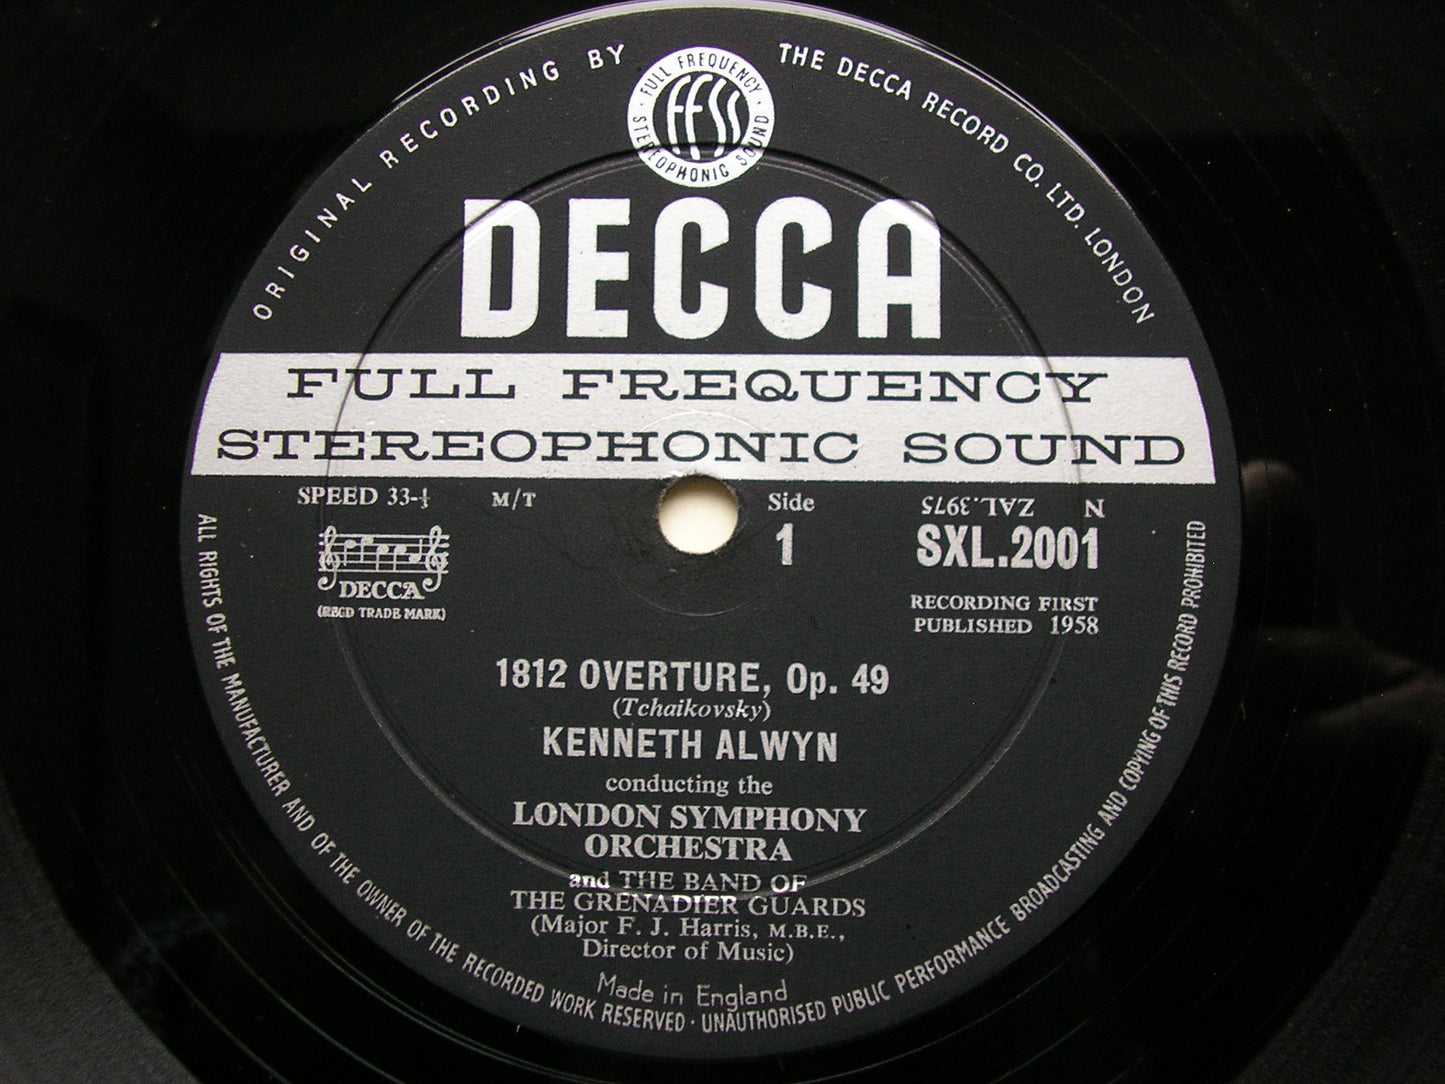 ORIGINAL RECORDING BY THE DECCA RECORD CO. LTD. LONDON
FULL FREQUENCY
FFSS
STEREOPHONIC SOUND
DECCA
FULL FREQUENCY
STEREOPHONIC SOUND
SPEED 33-⅓ M/T Side ZAL.3975 N
1 SXL.2001
DECCA
(REGD TRADE MARK)
RECORDING FIRST
PUBLISHED 1958
1812 OVERTURE, Op. 49
(Tchaikovsky)
KENNETH ALWYN
conducting the
LONDON SYMPHONY
ORCHESTRA
and THE BAND OF
THE GRENADIER GUARDS
(Major F. J. Harris, M.B.E.,
Director of Music)
Made in England
ALL RIGHTS OF THE MANUFACTURER AND OF THE OWNER OF THE RECORDED WORK RESERVED · UNAUTHORISED PUBLIC PERFORMANCE BROADCASTING AND COPYING OF THIS RECORD PROHIBITED